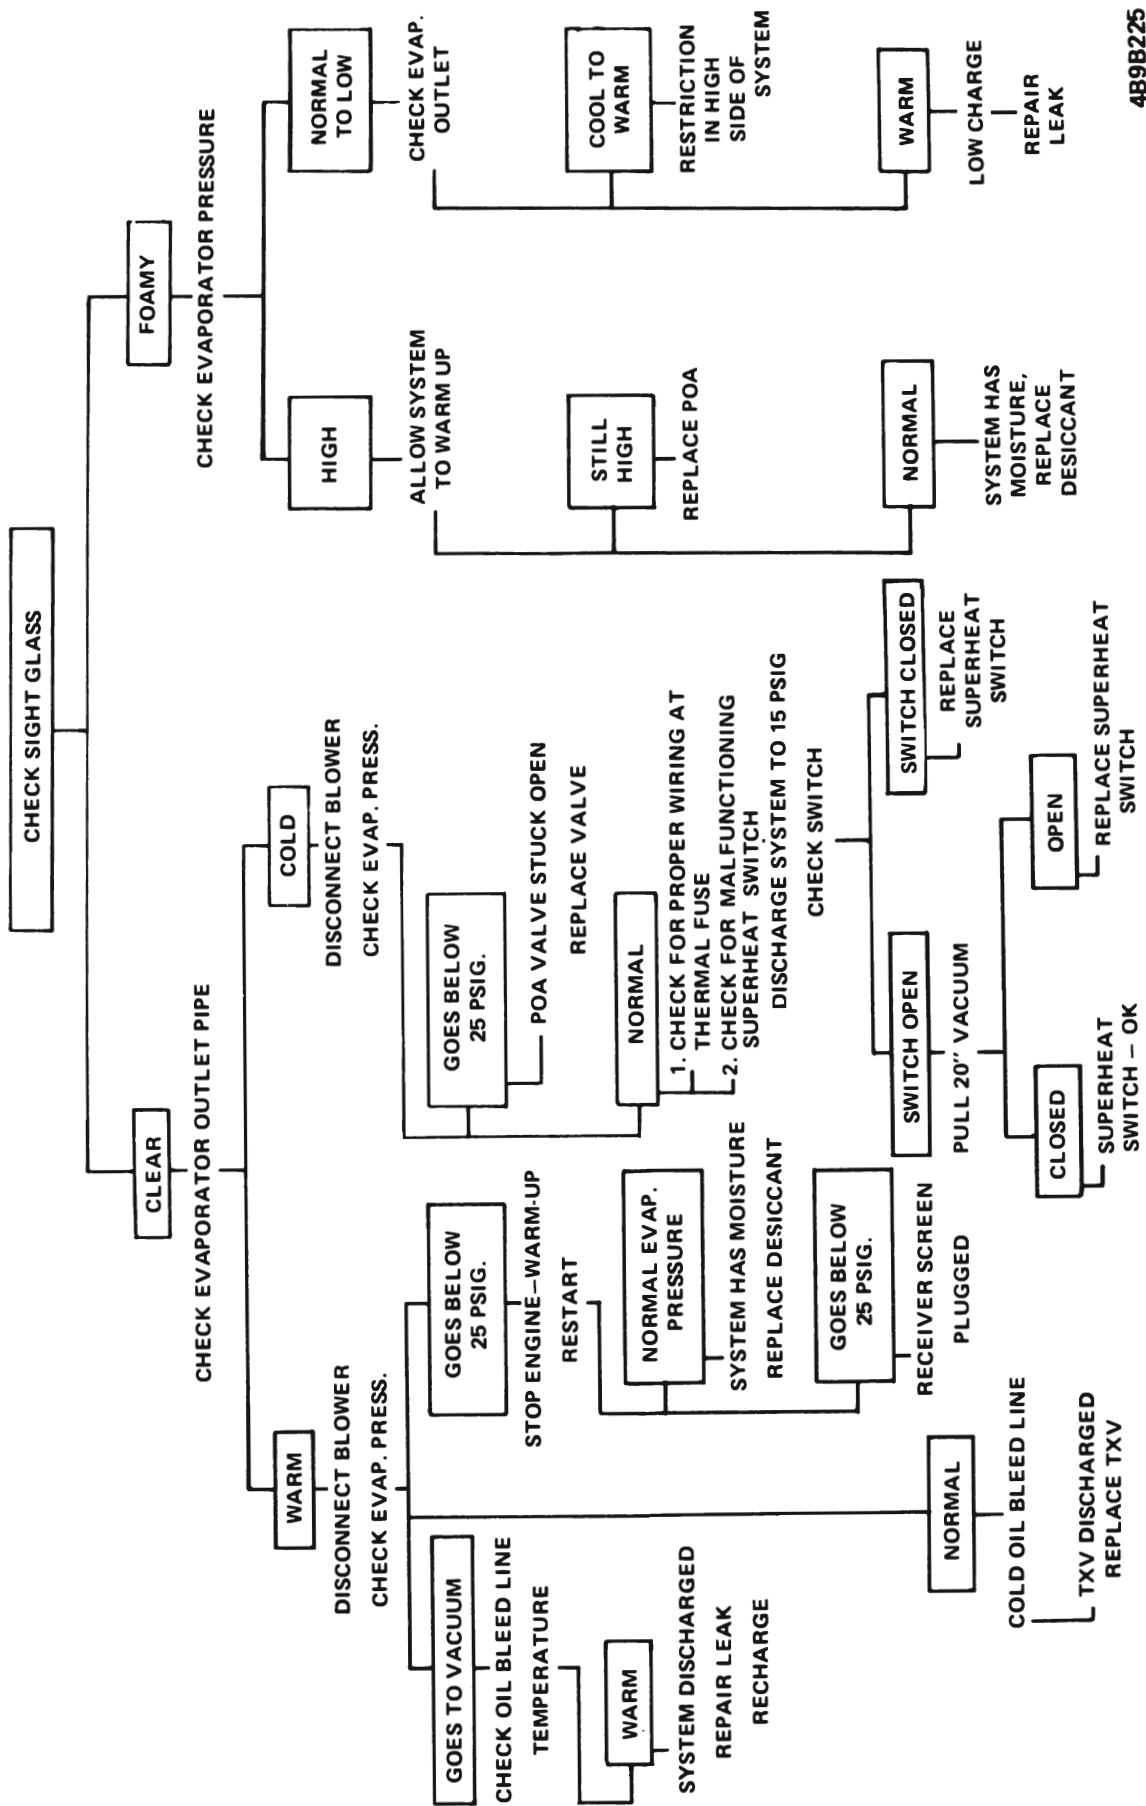 CHECK SIGHT GLASS
CLEAR
CHECK EVAPORATOR OUTLET PIPE
WARM
DISCONNECT BLOWER
CHECK EVAP. PRESS.
GOES TO VACUUM
CHECK OIL BLEED LINE
TEMPERATURE
WARM
SYSTEM DISCHARGED
REPAIR LEAK
RECHARGE
NORMAL
COLD OIL BLEED LINE
TXV DISCHARGED
REPLACE TXV
GOES BELOW
25 PSIG.
STOP ENGINE–WARM-UP
RESTART
NORMAL EVAP.
PRESSURE
SYSTEM HAS MOISTURE
REPLACE DESICCANT
GOES BELOW
25 PSIG.
RECEIVER SCREEN
PLUGGED
COLD
DISCONNECT BLOWER
CHECK EVAP. PRESS.
GOES BELOW
25 PSIG.
POA VALVE STUCK OPEN
REPLACE VALVE
NORMAL
1. CHECK FOR PROPER WIRING AT
THERMAL FUSE
2. CHECK FOR MALFUNCTIONING
SUPERHEAT SWITCH
DISCHARGE SYSTEM TO 15 PSIG
CHECK SWITCH
SWITCH OPEN
PULL 20" VACUUM
CLOSED
SUPERHEAT
SWITCH – OK
OPEN
REPLACE SUPERHEAT
SWITCH
SWITCH CLOSED
REPLACE
SUPERHEAT
SWITCH
FOAMY
CHECK EVAPORATOR PRESSURE
HIGH
ALLOW SYSTEM
TO WARM UP
STILL
HIGH
REPLACE POA
NORMAL
SYSTEM HAS
MOISTURE,
REPLACE
DESICCANT
NORMAL
TO LOW
CHECK EVAP.
OUTLET
COOL TO
WARM
RESTRICTION
IN HIGH
SIDE OF
SYSTEM
WARM
LOW CHARGE
REPAIR
LEAK
4B9B225